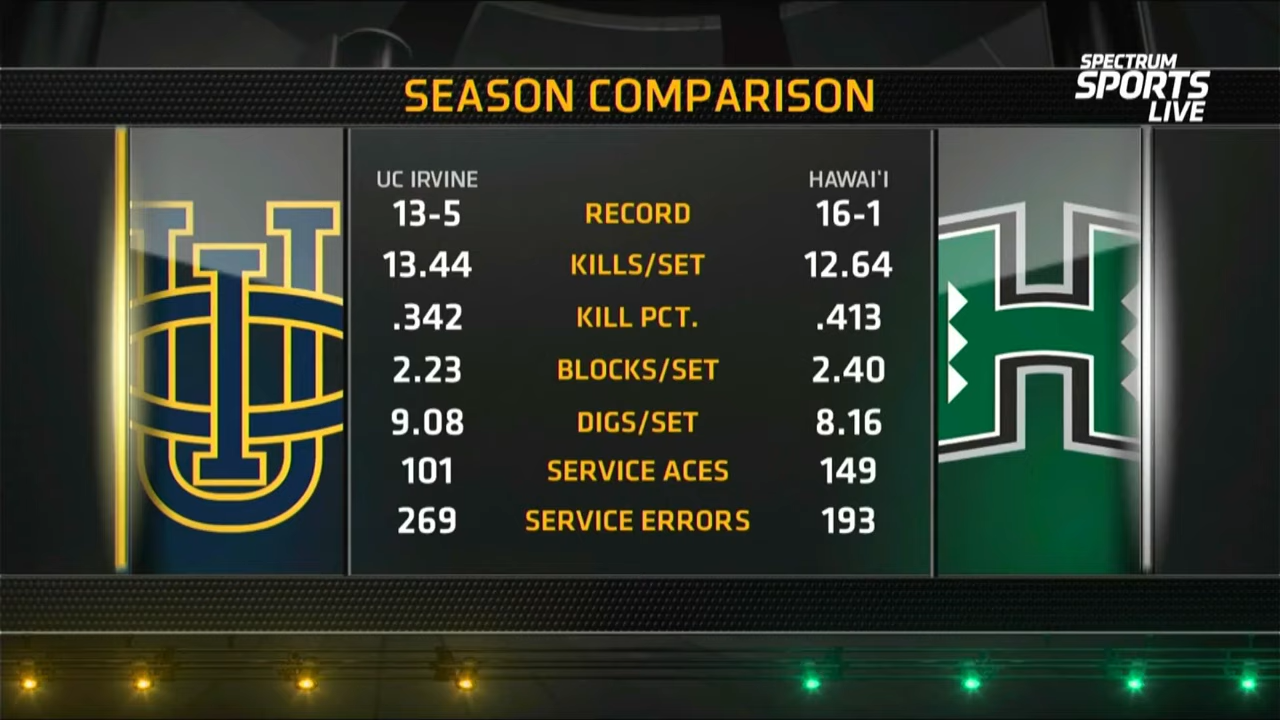 SPECTRUM
SPORTS
LIVE
SEASON COMPARISON
UC IRVINE HAWAI'I
13-5 RECORD 16-1
13.44 KILLS/SET 12.64
.342 KILL PCT. .413
2.23 BLOCKS/SET 2.40
9.08 DIGS/SET 8.16
101 SERVICE ACES 149
269 SERVICE ERRORS 193
UCI
H